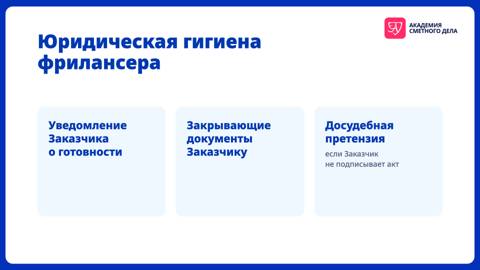 АКАДЕМИЯ
СМЕТНОГО ДЕЛА
Юридическая гигиена
фрилансера
Уведомление
Заказчика
о готовности
Закрывающие
документы
Заказчику
Досудебная
претензия
если Заказчик
не подписывает акт